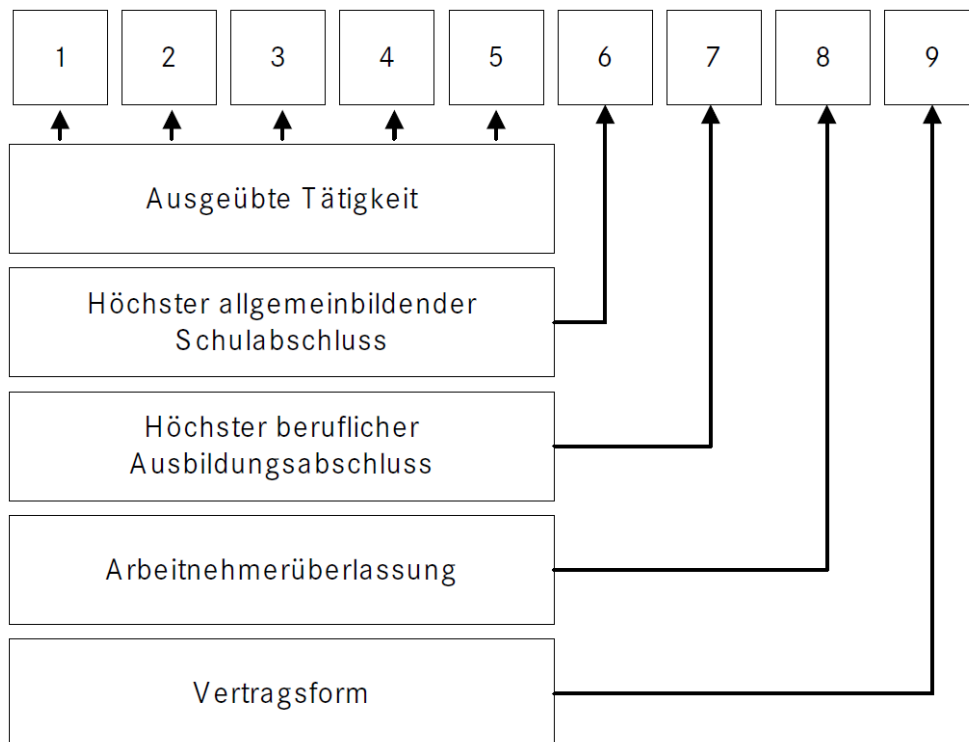 1 2 3 4 5 6 7 8 9
Ausgeübte Tätigkeit
Höchster allgemeinbildender
Schulabschluss
Höchster beruflicher
Ausbildungsabschluss
Arbeitnehmerüberlassung
Vertragsform